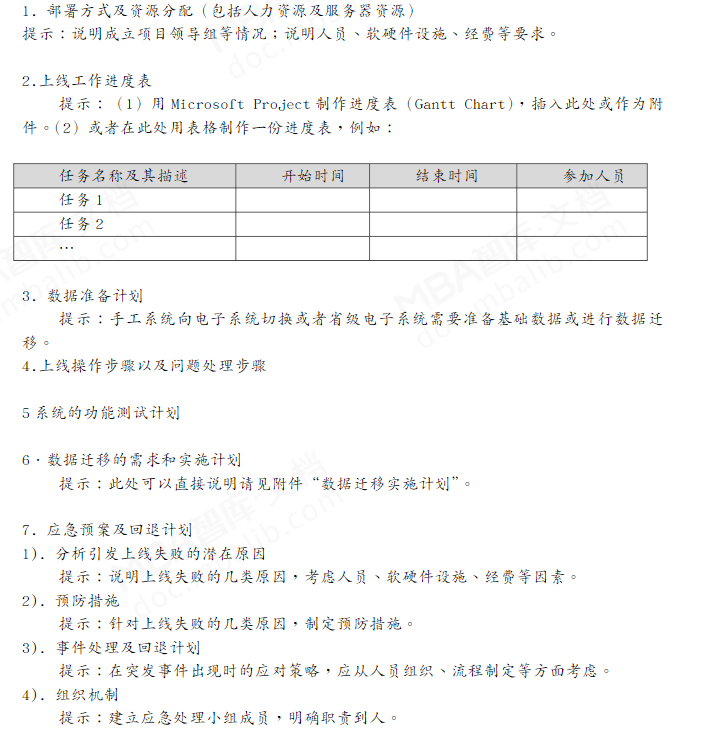 1．部署方式及资源分配（包括人力资源及服务器资源）
提示：说明成立项目领导组等情况；说明人员、软硬件设施、经费等要求。
2.上线工作进度表
提示：（1）用 Microsoft Project 制作进度表（Gantt Chart），插入此处或作为附
件。（2）或者在此处用表格制作一份进度表，例如：
任务名称及其描述 开始时间 结束时间 参加人员
任务 1
任务 2
…
3．数据准备计划
提示：手工系统向电子系统切换或者省级电子系统需要准备基础数据或进行数据迁
移。
4.上线操作步骤以及问题处理步骤
5 系统的功能测试计划
6．数据迁移的需求和实施计划
提示：此处可以直接说明请见附件“数据迁移实施计划”。
7．应急预案及回退计划
1）．分析引发上线失败的潜在原因
提示：说明上线失败的几类原因，考虑人员、软硬件设施、经费等因素。
2）．预防措施
提示：针对上线失败的几类原因，制定预防措施。
3）．事件处理及回退计划
提示：在突发事件出现时的应对策略，应从人员组织、流程制定等方面考虑。
4）．组织机制
提示：建立应急处理小组成员，明确职责到人。
MBA智库·文档
doc.mbalib.com